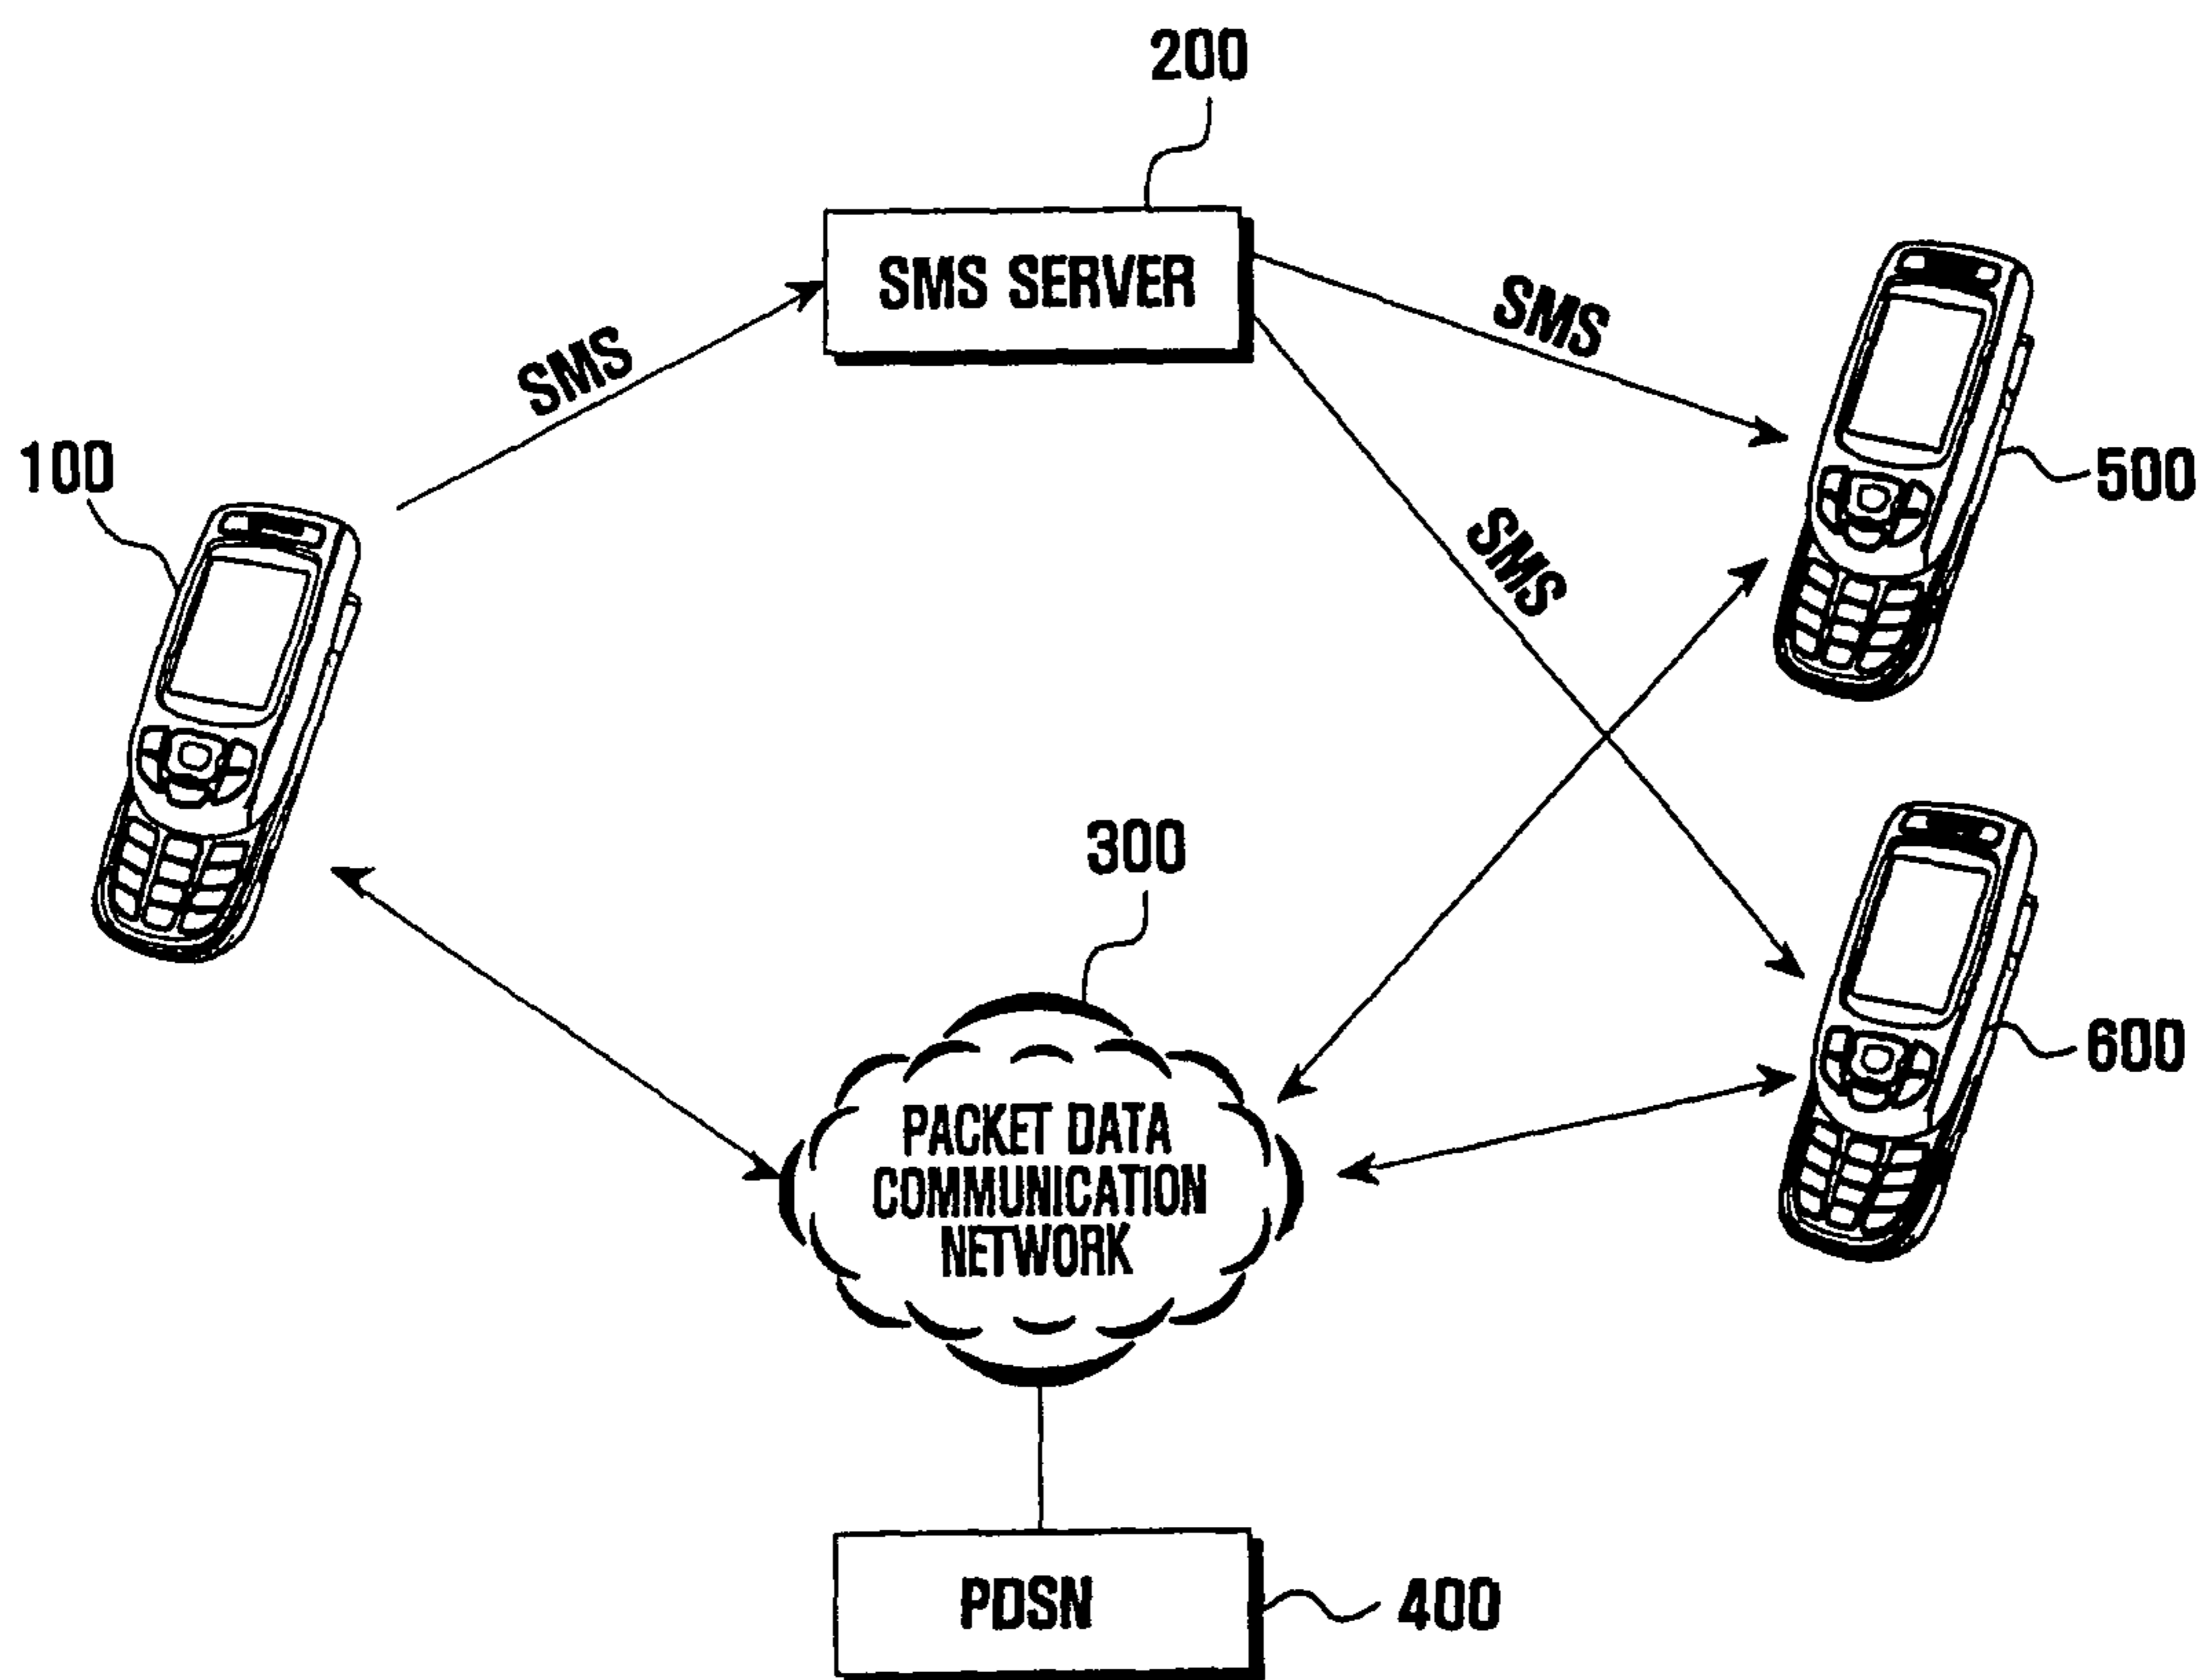 200
SMS SERVER
SMS
SMS
100
500
SMS
300
600
PACKET DATA
COMMUNICATION
NETWORK
PDSN
400